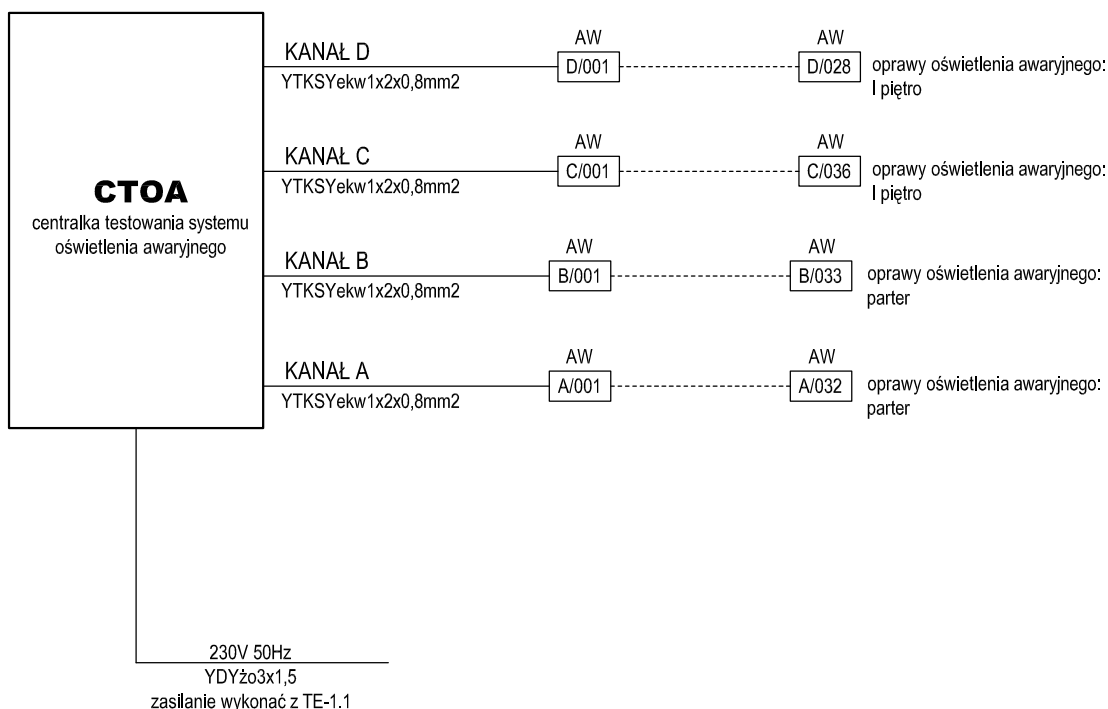 CTOA
centralka testowania systemu
oświetlenia awaryjnego
KANAŁ D
YTKSYekw1x2x0,8mm2
AW
D/001
AW
D/028
oprawy oświetlenia awaryjnego:
I piętro
KANAŁ C
YTKSYekw1x2x0,8mm2
AW
C/001
AW
C/036
oprawy oświetlenia awaryjnego:
I piętro
KANAŁ B
YTKSYekw1x2x0,8mm2
AW
B/001
AW
B/033
oprawy oświetlenia awaryjnego:
parter
KANAŁ A
YTKSYekw1x2x0,8mm2
AW
A/001
AW
A/032
oprawy oświetlenia awaryjnego:
parter
230V 50Hz
YDYżo3x1,5
zasilanie wykonać z TE-1.1